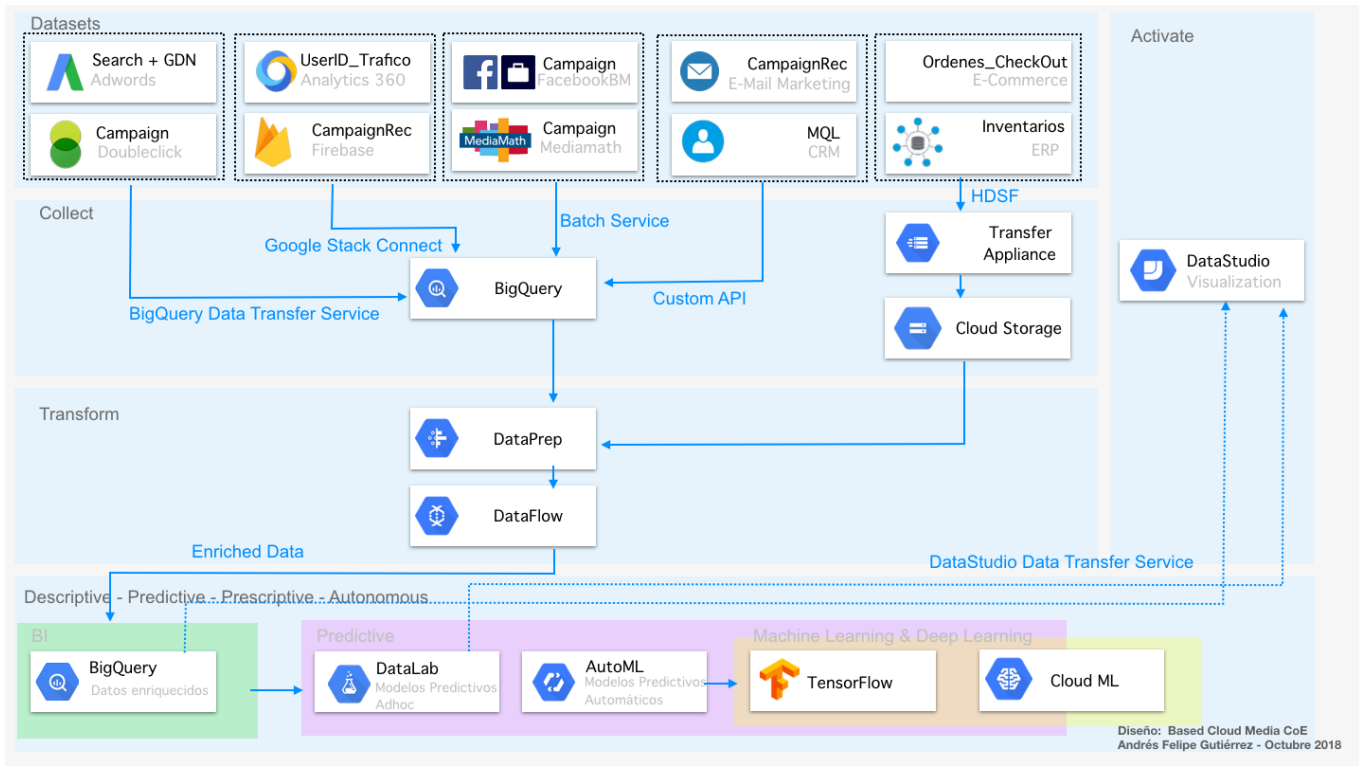 Datasets
Search + GDN
Adwords
Campaign
Doubleclick
UserID_Trafico
Analytics 360
CampaignRec
Firebase
Campaign
FacebookBM
MediaMath
Campaign
Mediamath
CampaignRec
E-Mail Marketing
MQL
CRM
Ordenes_CheckOut
E-Commerce
Inventarios
ERP
Activate
DataStudio
Visualization
Collect
HDSF
Batch Service
Google Stack Connect
Transfer
Appliance
BigQuery
Custom API
BigQuery Data Transfer Service
Cloud Storage
Transform
DataPrep
DataFlow
Enriched Data
DataStudio Data Transfer Service
Descriptive - Predictive - Prescriptive - Autonomous
BI
BigQuery
Datos enriquecidos
Predictive
DataLab
Modelos Predictivos
Adhoc
AutoML
Modelos Predictivos
Automáticos
Machine Learning & Deep Learning
TensorFlow
Cloud ML
Diseño: Based Cloud Media CoE
Andrés Felipe Gutiérrez - Octubre 2018